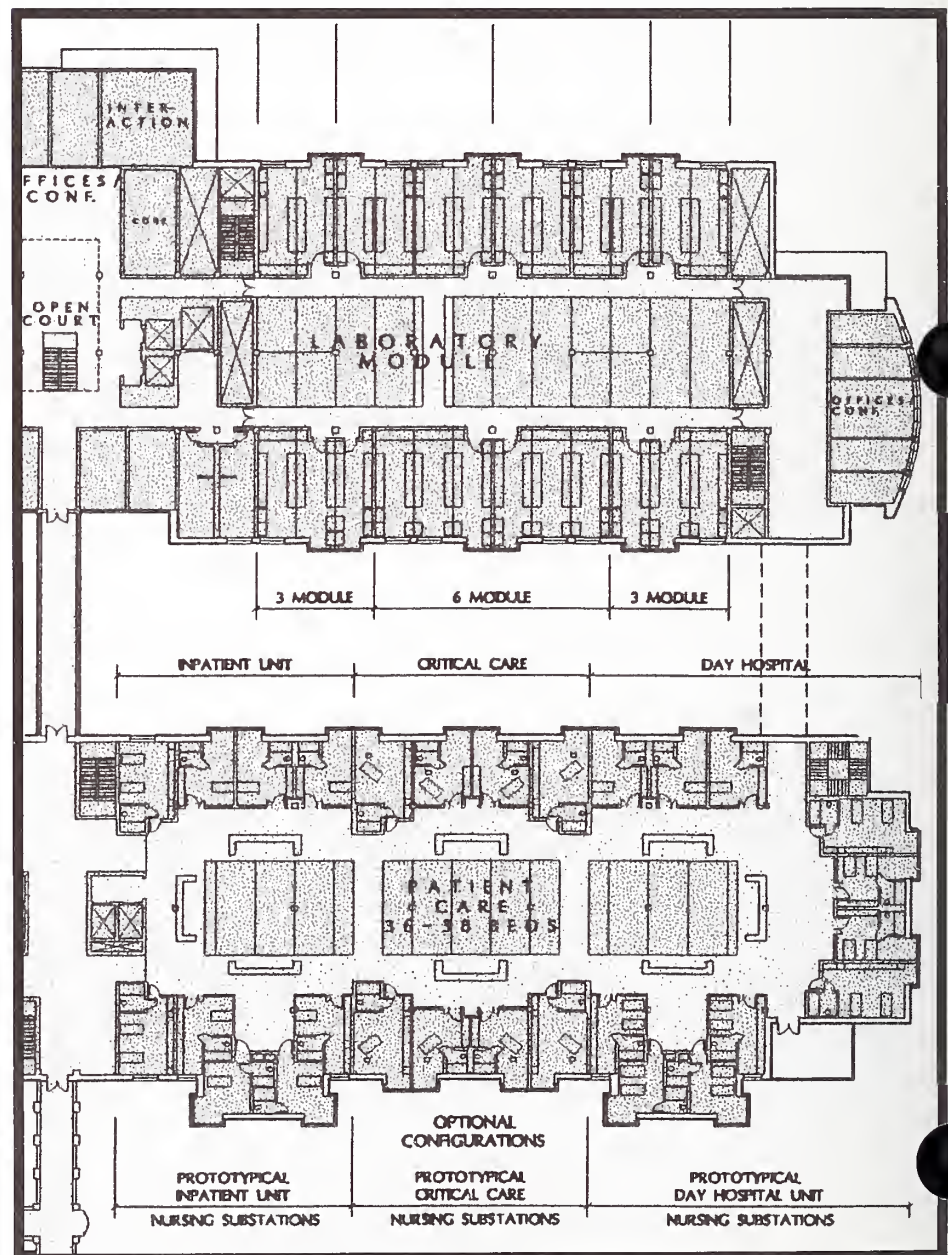 INTER-
ACTION
FFICES/
CONF.
CORE
OPEN
COURT
LABORATORY
MODULE
OFFICES/
CONF.
3 MODULE
6 MODULE
3 MODULE
INPATIENT UNIT
CRITICAL CARE
DAY HOSPITAL
PATIENT
CARE
36-38 BEDS
OPTIONAL
CONFIGURATIONS
PROTOTYPICAL
INPATIENT UNIT
NURSING SUBSTATIONS
PROTOTYPICAL
CRITICAL CARE
NURSING SUBSTATIONS
PROTOTYPICAL
DAY HOSPITAL UNIT
NURSING SUBSTATIONS